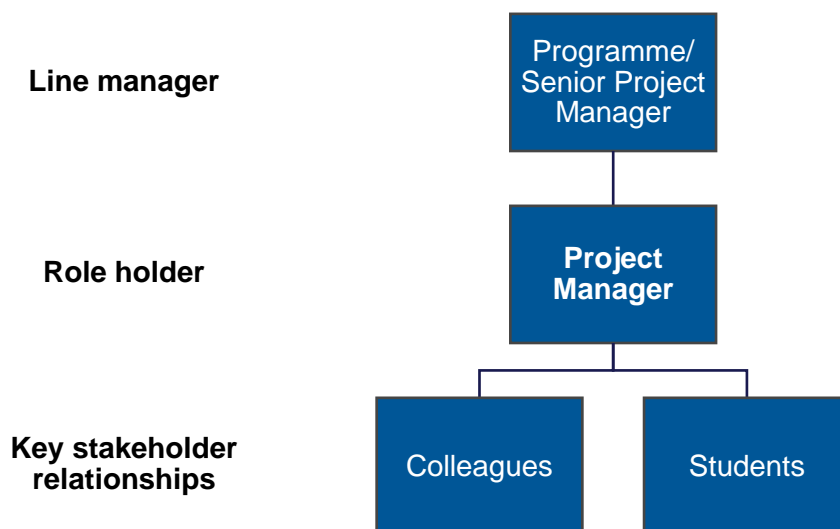 Line manager
Programme/
Senior Project
Manager
Role holder
Project
Manager
Key stakeholder
relationships
Colleagues
Students